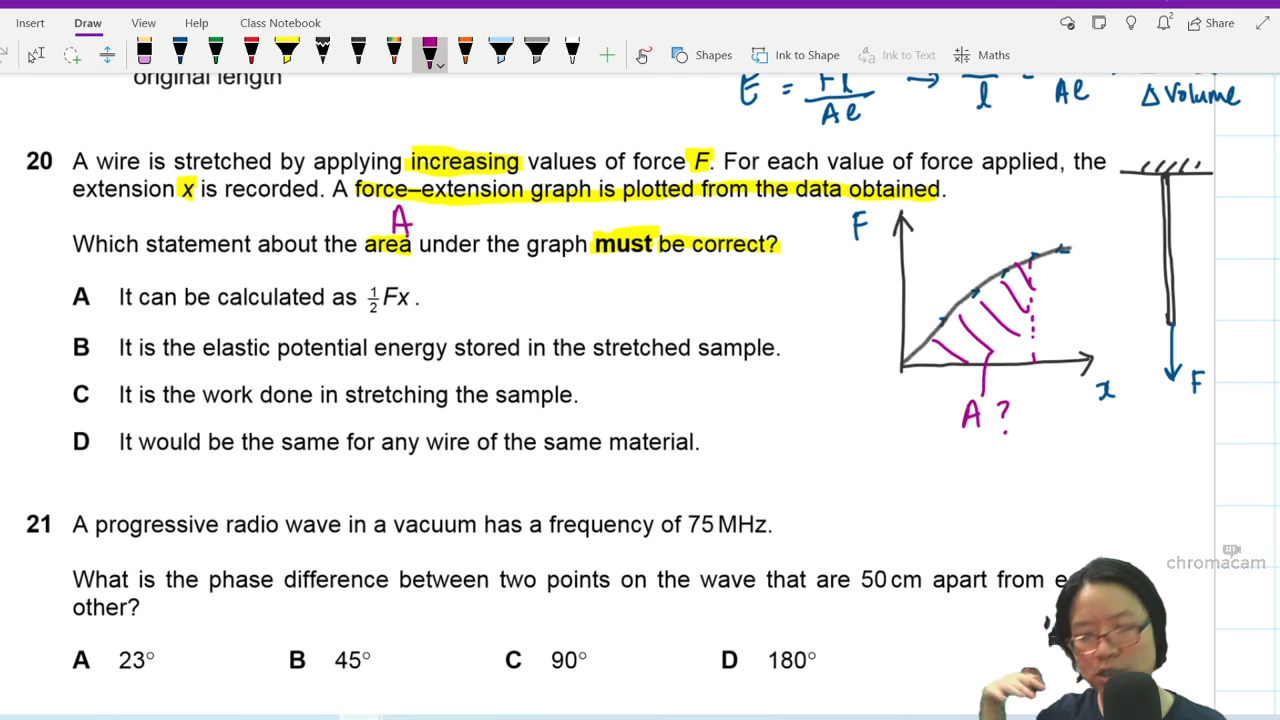 Insert Draw View Help Class Notebook
2 Share
Shapes Ink to Shape Ink to Text Maths
original length
E = Fl / Ae → / l = Ae Δ Volume
20 A wire is stretched by applying increasing values of force F. For each value of force applied, the
extension x is recorded. A force–extension graph is plotted from the data obtained.
A
F
Which statement about the area under the graph must be correct?
A It can be calculated as ½Fx.
B It is the elastic potential energy stored in the stretched sample.
C It is the work done in stretching the sample.
D It would be the same for any wire of the same material.
x
F
A ?
21 A progressive radio wave in a vacuum has a frequency of 75 MHz.
chromacam
What is the phase difference between two points on the wave that are 50 cm apart from
other?
A 23° B 45° C 90° D 180°